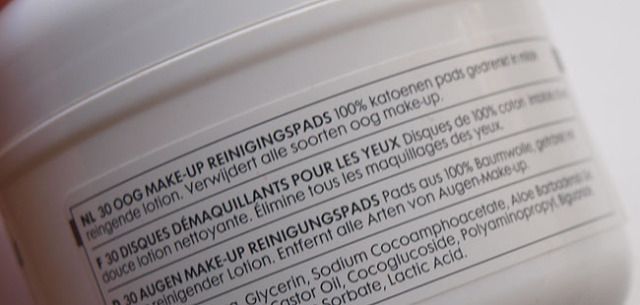 NL 30 OOG MAKE-UP REINIGINGSPADS 100% katoenen pads gedrenkt in milde
reinigende lotion. Verwijdert alle soorten oog make-up.
F 30 DISQUES DÉMAQUILLANTS POUR LES YEUX Disques de 100% coton
douce lotion nettoyante. Élimine tous les maquillages des yeux.
D 30 AUGEN MAKE-UP REINIGUNGSPADS Pads aus 100% Baumwolle, getränkt in
reinigender Lotion. Entfernt alle Arten von Augen-Make-up.
Glycerin, Sodium Cocoamphoacetate, Aloe Barbadensis
Castor Oil, Cocoglucoside, Polyaminopropyl Biguanide,
Sorbate, Lactic Acid.